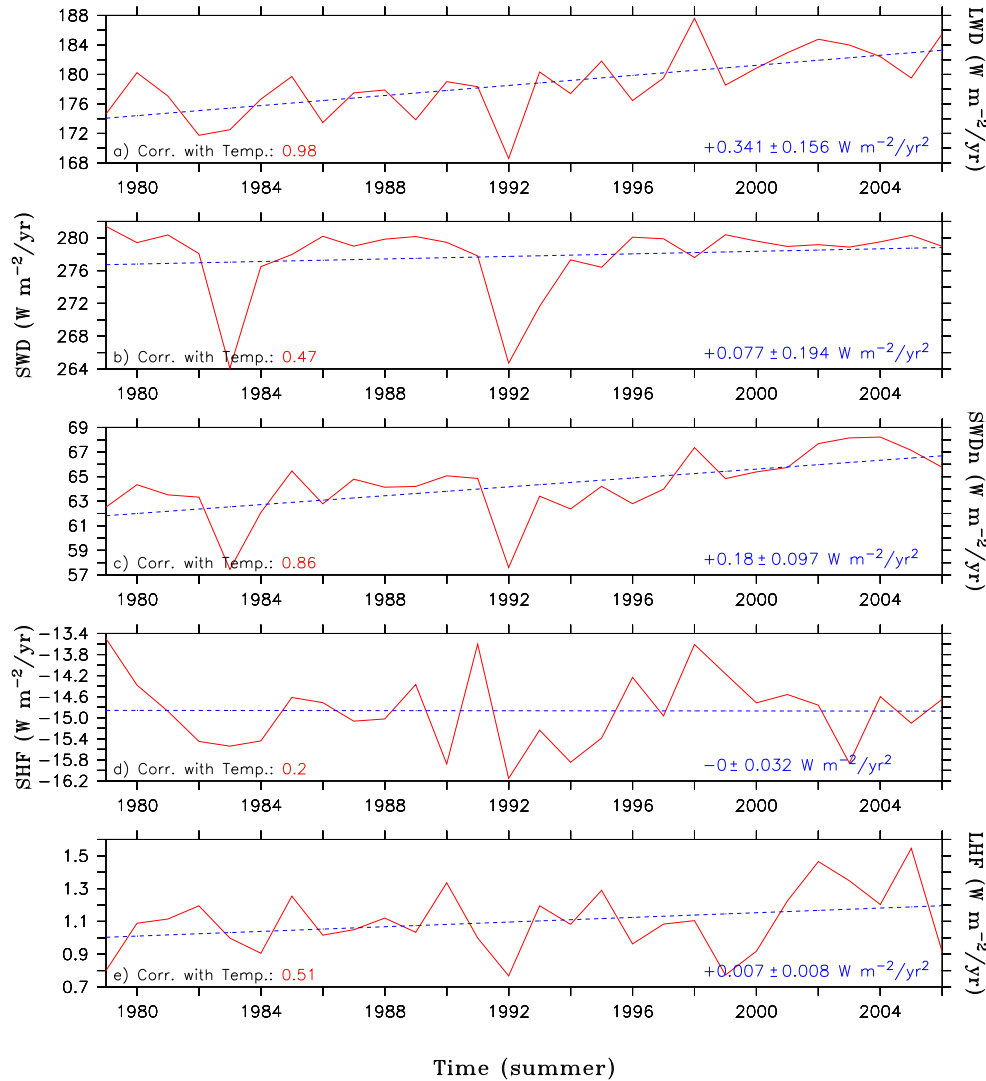 188
184
180
176
172
168
LWD (W m−2/yr)
a) Corr. with Temp.: 0.98
+0.341 ± 0.156 W m−2/yr2
1980 1984 1988 1992 1996 2000 2004
SWD (W m−2/yr)
280
276
272
268
264
b) Corr. with Temp.: 0.47
+0.077 ± 0.194 W m−2/yr2
1980 1984 1988 1992 1996 2000 2004
69
67
65
63
61
59
57
SWDn (W m−2/yr)
c) Corr. with Temp.: 0.86
+0.18 ± 0.097 W m−2/yr2
1980 1984 1988 1992 1996 2000 2004
SHF (W m−2/yr)
−13.4
−13.8
−14.2
−14.6
−15.0
−15.4
−15.8
−16.2
d) Corr. with Temp.: 0.2
−0 ± 0.032 W m−2/yr2
1980 1984 1988 1992 1996 2000 2004
1.5
1.3
1.1
0.9
0.7
LHF (W m−2/yr)
e) Corr. with Temp.: 0.51
+0.007 ± 0.008 W m−2/yr2
1980 1984 1988 1992 1996 2000 2004
Time (summer)